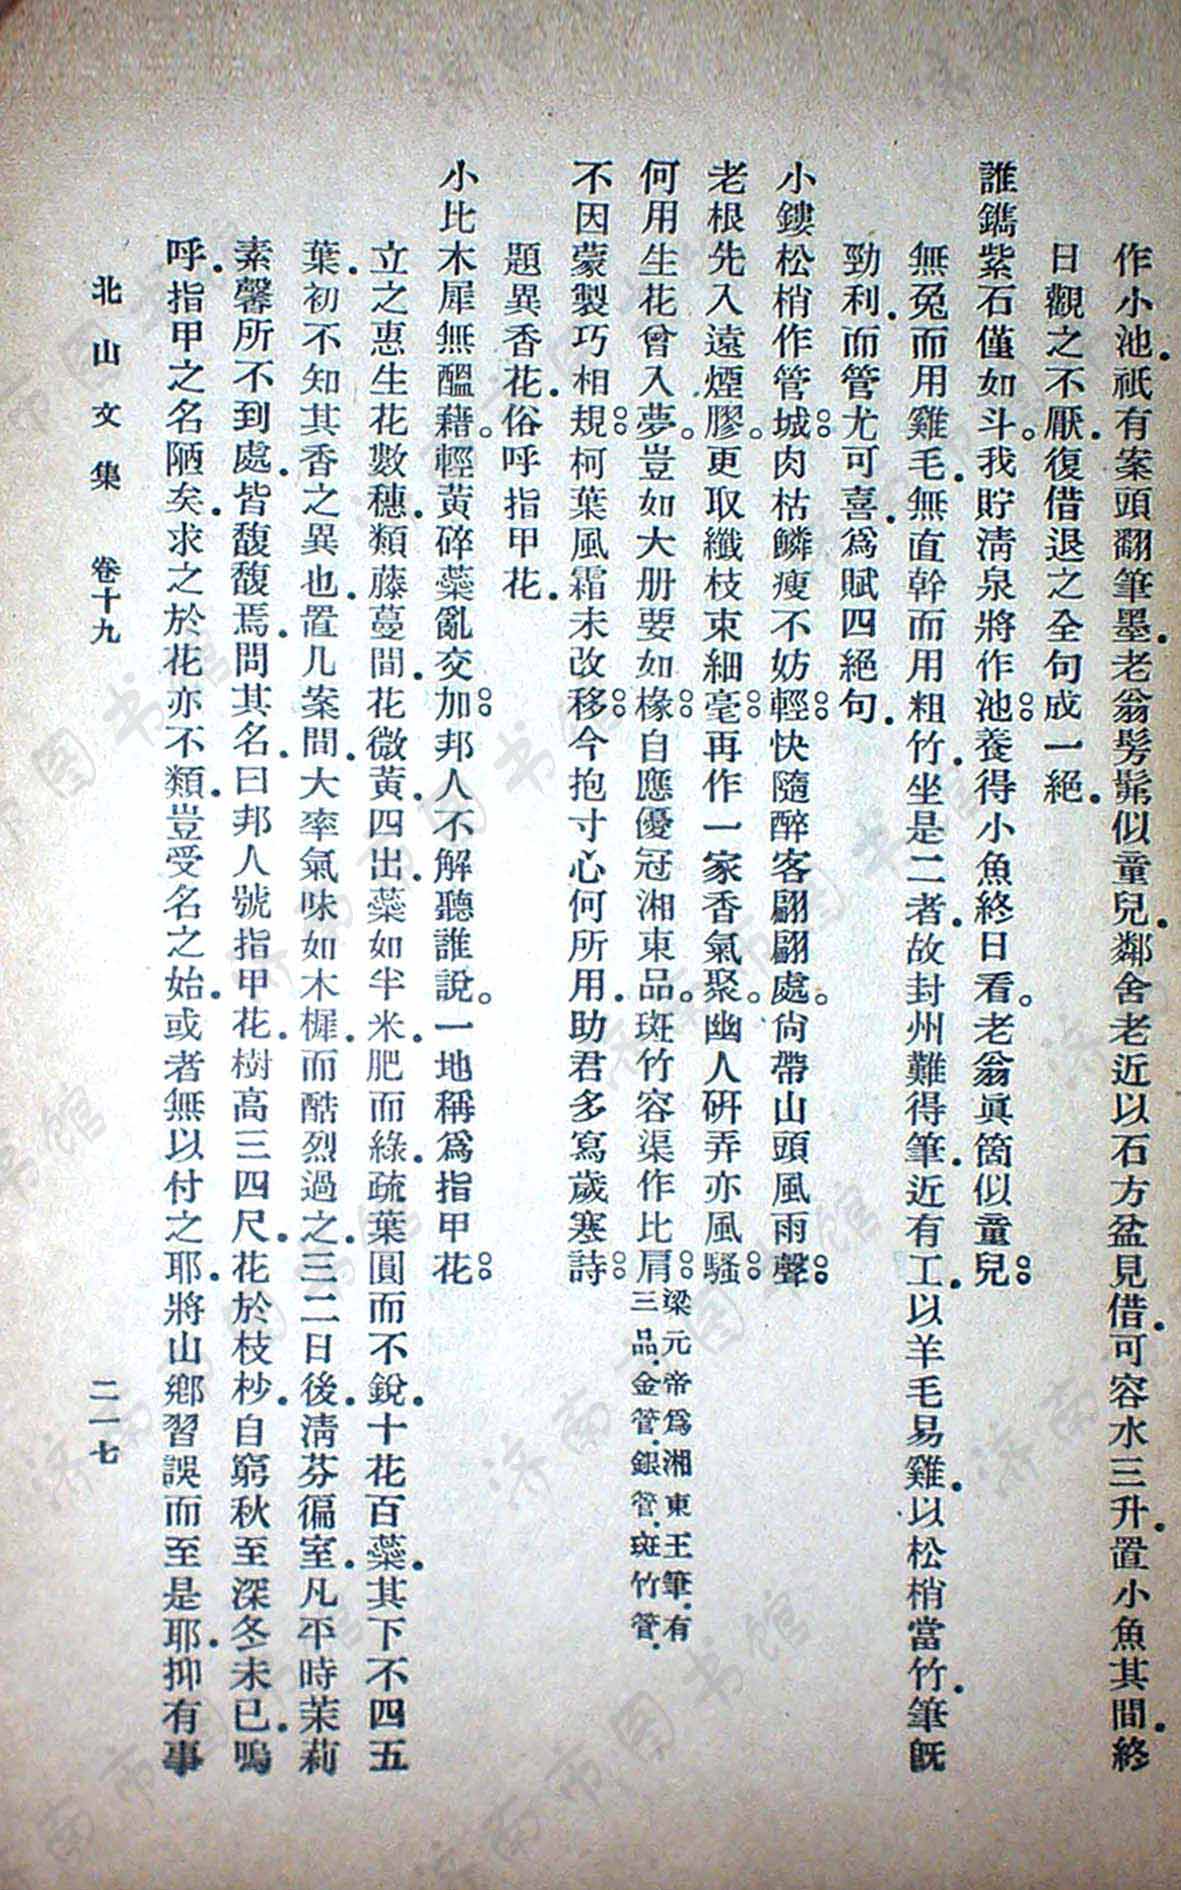 作小池.祇有案頭翻筆墨.老翁髣髴似童兒.鄰舍老近以石方盆見借.可容水三升.置小魚其間.終
日觀之不厭.復借退之全句成一絕.
誰鐫紫石僅如斗。我貯淸泉將作池。養得小魚終日看。老翁眞箇似童兒。
無兔而用雞毛.無直幹而用粗竹.坐是二者.故封州難得筆.近有工.以羊毛易雞.以松梢當竹.筆旣
勁利.而管尤可喜.爲賦四絕句.
小鏤松梢作管城。肉枯鱗瘦不妨輕。快隨醉客翩翩處。尙帶山頭風雨聲。
老根先入遠煙膠。更取纖枝束細毫。再作一家香氣聚。幽人硏弄亦風騷。
何用生花曾入夢。豈如大册要如椽。自應優冠湘東品。斑竹容渠作比肩。梁元帝爲湘東王.筆.有
三品.金管.銀管.斑竹管.
不因蒙製巧相規。柯葉風霜未改移。今抱寸心何所用.助君多寫歲寒詩。
題異香花.俗呼指甲花.
小比木犀無醞藉。輕黃碎蘂亂交加。邦人不解聽誰說。一地稱爲指甲花。
立之惠生花數穗.類藤蔓間.花微黃.四出.蘂如半米.肥而綠.疏葉圓而不銳.十花百蘂.其下不四五
葉.初不知其香之異也.置几案間.大率氣味如木樨.而酷烈過之.三二日後.淸芬徧室.凡平時茉莉
素馨所不到處.皆馥馥焉.問其名.曰邦人號指甲花.樹高三四尺.花於枝杪.自窮秋至深冬未已.嗚
呼.指甲之名陋矣.求之於花亦不類.豈受名之始.或者無以付之耶.將山鄕習誤而至是耶.抑有事
北山文集 卷十九 二一七